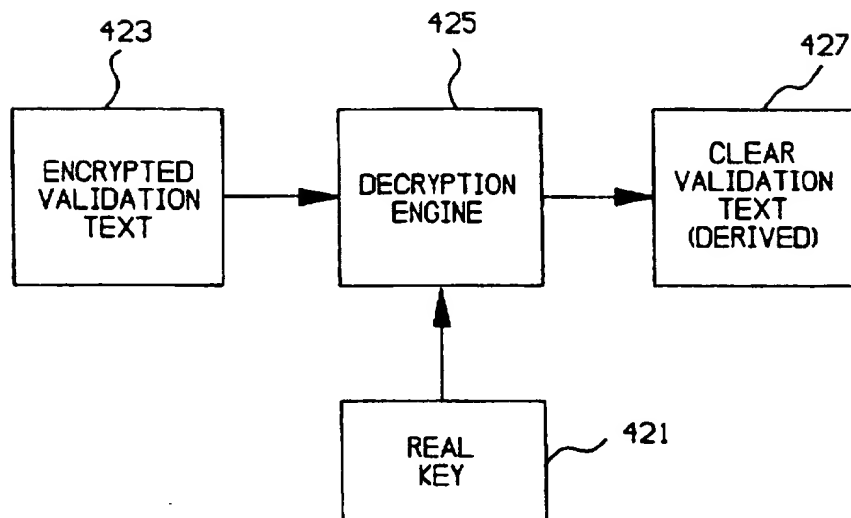 423
425
427
ENCRYPTED
VALIDATION
TEXT
DECRYPTION
ENGINE
CLEAR
VALIDATION
TEXT
(DERIVED)
REAL
KEY
421